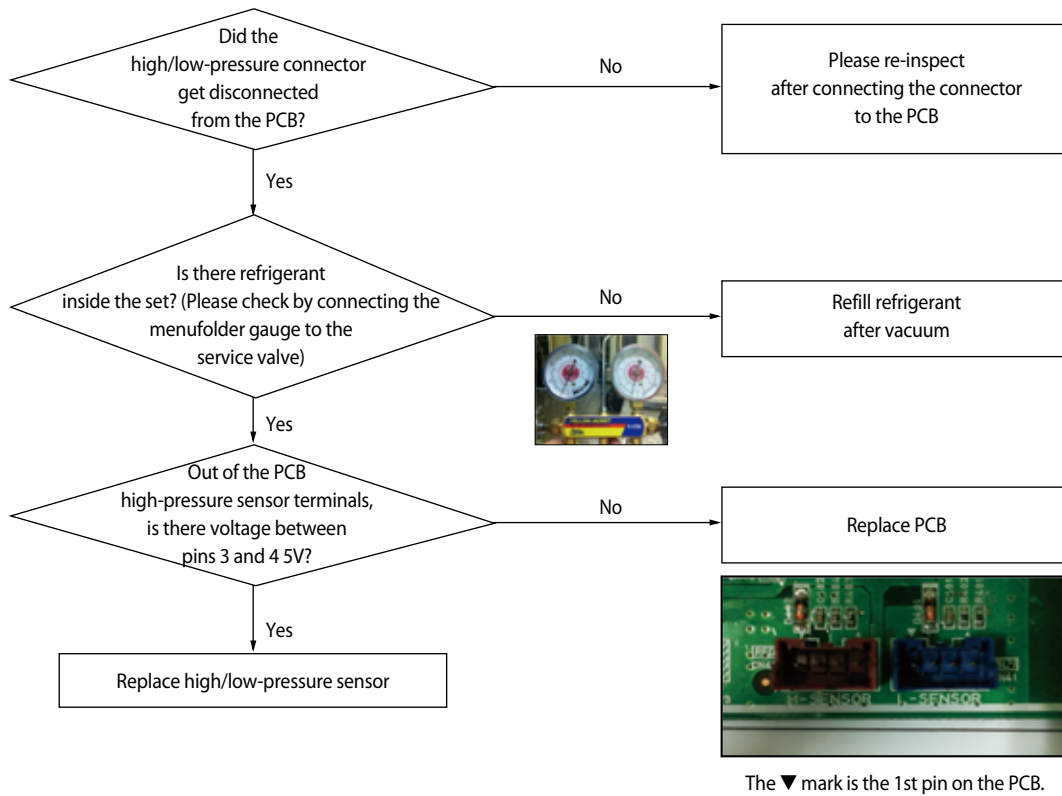 Did the
high/low-pressure connector
get disconnected
from the PCB?
No
Please re-inspect
after connecting the connector
to the PCB
Yes
Is there refrigerant
inside the set? (Please check by connecting the
menufolder gauge to the
service valve)
No
Refill refrigerant
after vacuum
Yes
Out of the PCB
high-pressure sensor terminals,
is there voltage between
pins 3 and 4 5V?
No
Replace PCB
Yes
Replace high/low-pressure sensor
H-SENSOR
L-SENSOR
The ▼ mark is the 1st pin on the PCB.